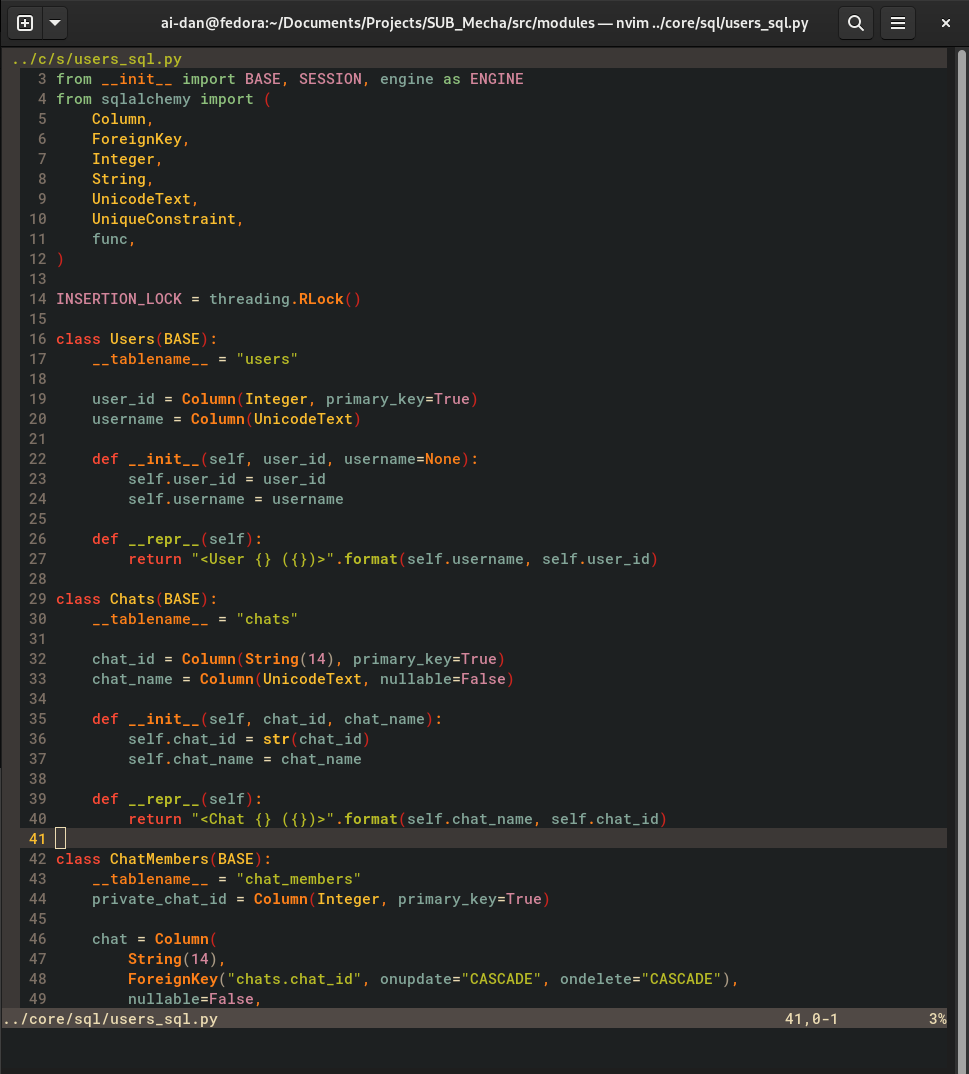 ai-dan@fedora:~/Documents/Projects/SUB_Mecha/src/modules — nvim ../core/sql/users_sql.py
../c/s/users_sql.py
3 from __init__ import BASE, SESSION, engine as ENGINE
4 from sqlalchemy import (
5     Column,
6     ForeignKey,
7     Integer,
8     String,
9     UnicodeText,
10     UniqueConstraint,
11     func,
12 )
13
14 INSERTION_LOCK = threading.RLock()
15
16 class Users(BASE):
17     __tablename__ = "users"
18
19     user_id = Column(Integer, primary_key=True)
20     username = Column(UnicodeText)
21
22     def __init__(self, user_id, username=None):
23         self.user_id = user_id
24         self.username = username
25
26     def __repr__(self):
27         return "<User {} ({})>".format(self.username, self.user_id)
28
29 class Chats(BASE):
30     __tablename__ = "chats"
31
32     chat_id = Column(String(14), primary_key=True)
33     chat_name = Column(UnicodeText, nullable=False)
34
35     def __init__(self, chat_id, chat_name):
36         self.chat_id = str(chat_id)
37         self.chat_name = chat_name
38
39     def __repr__(self):
40         return "<Chat {} ({})>".format(self.chat_name, self.chat_id)
41
42 class ChatMembers(BASE):
43     __tablename__ = "chat_members"
44     private_chat_id = Column(Integer, primary_key=True)
45
46     chat = Column(
47         String(14),
48         ForeignKey("chats.chat_id", onupdate="CASCADE", ondelete="CASCADE"),
49         nullable=False,
../core/sql/users_sql.py 41,0-1 3%